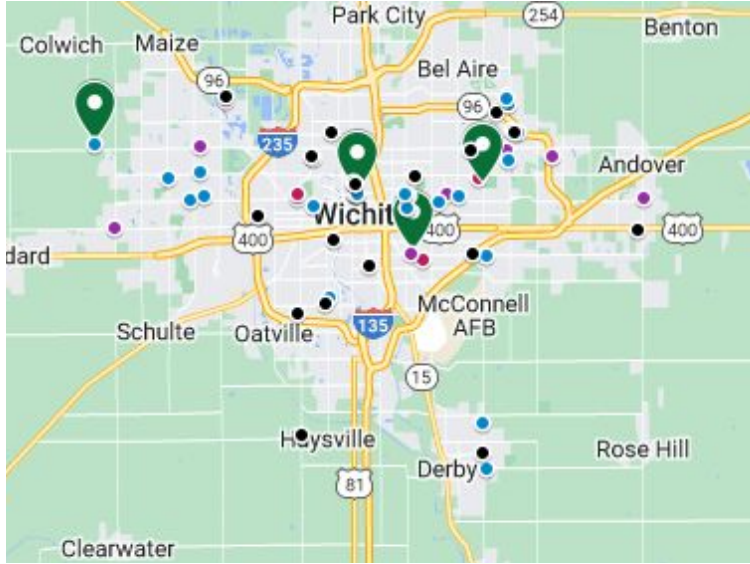 Park City
254
Benton
Colwich
Maize
Bel Aire
96
96
235
Andover
Wichit
400
400
400
dard
McConnell
AFB
135
Schulte
Oatville
15
Haysville
Derby
Rose Hill
81
Clearwater